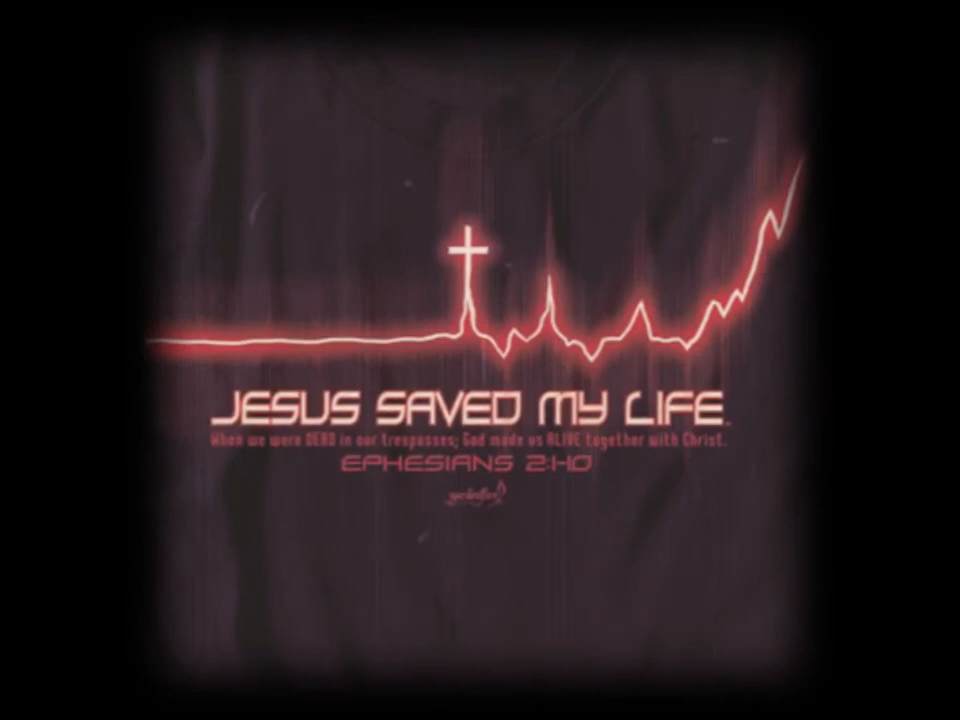 JESUS SAVED MY LIFE.
When we were DEAD in our trespasses; God made us ALIVE together with Christ.
EPHESIANS 2:1-10